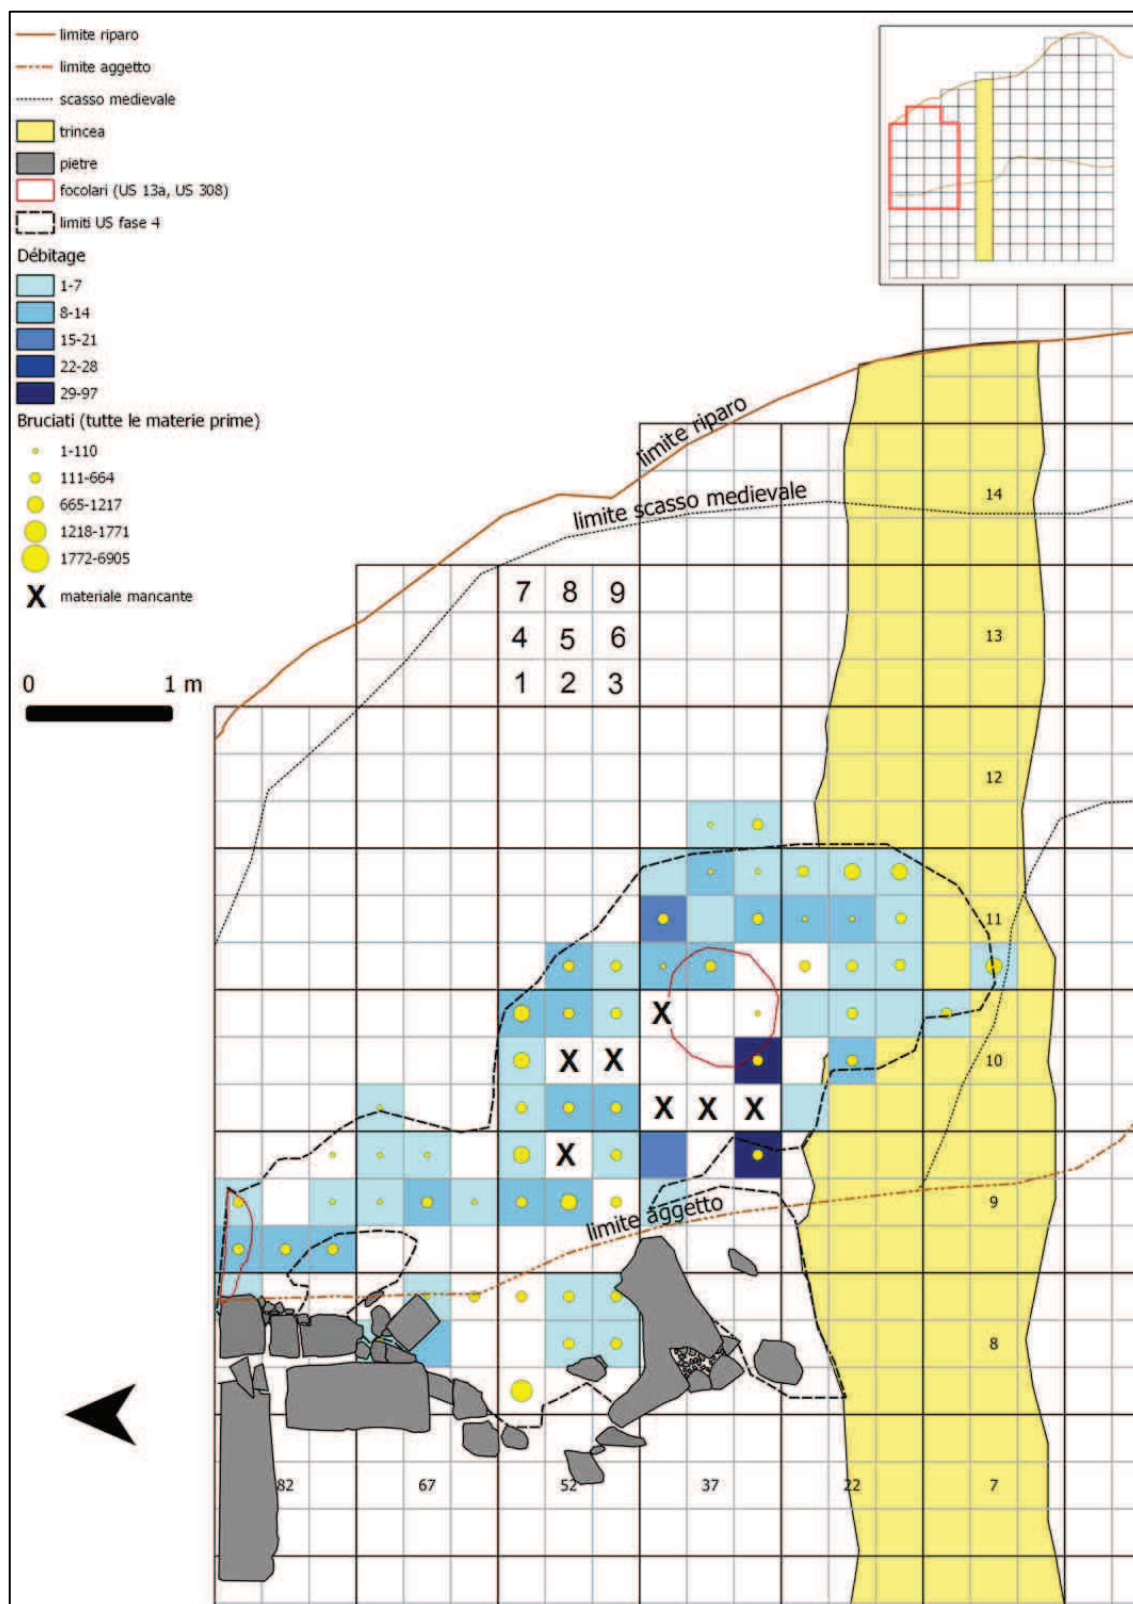 limite riparo
limite aggetto
scasso medievale
trincea
pietre
focolari (US 13a, US 308)
limiti US fase 4
Débitage
1-7
8-14
15-21
22-28
29-97
Bruciati (tutte le materie prime)
1-110
111-664
665-1217
1218-1771
1772-6905
X materiale mancante
0 1 m
limite riparo
limite scasso medievale
14
7 8 9
4 5 6
1 2 3
13
12
11
X
X X
10
X X X
X
9
limite aggetto
8
82 67 52 37 22 7